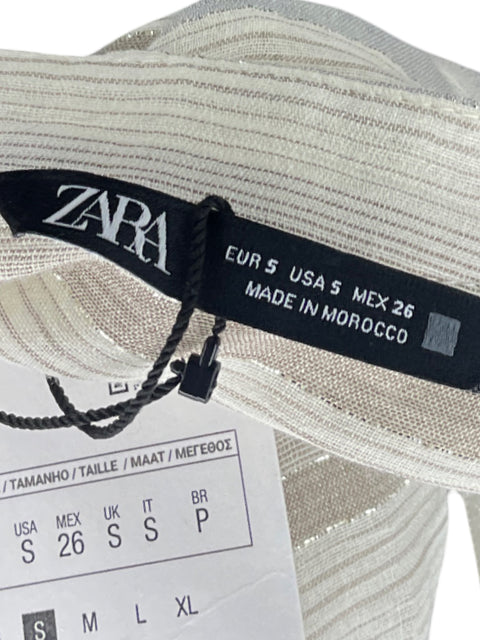 ZARA
EUR S USA S MEX 26
MADE IN MOROCCO
/ TAMANHO / TAILLE / MAAT / ΜΕΓΕΘΟΣ
USA MEX UK IT BR
S 26 S S P
S M L XL